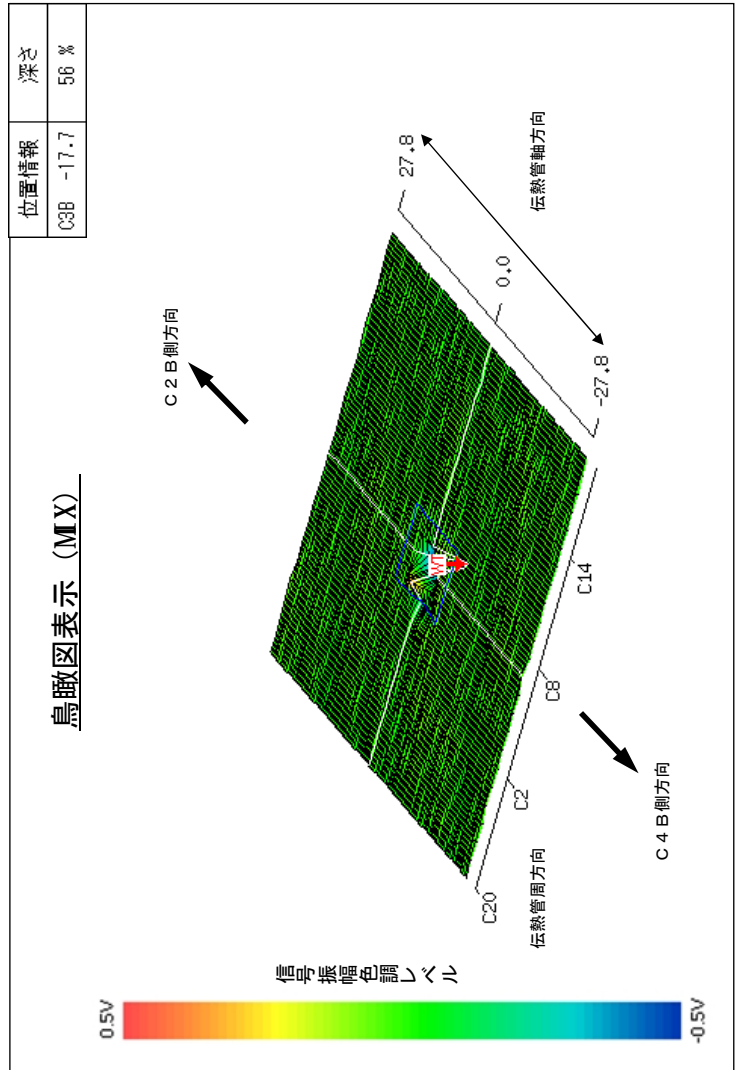 鳥瞰図表示（MIX）
位置情報 深さ
C3B -17.7 56 %
C2B側方向
27.8
0.0
-27.8
伝熱管軸方向
WT
C14
C8
C2
C20
伝熱管周方向
C4B側方向
信号振幅色調レベル
0.5V
-0.5V